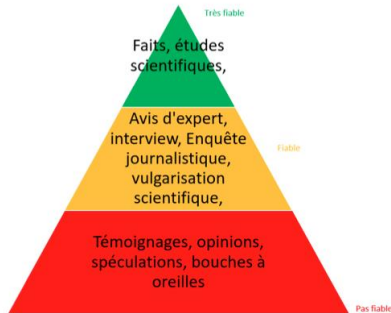 Très fiable
Faits, études
scientifiques,
Avis d'expert,
interview, Enquête
journalistique,
vulgarisation
scientifique,
Fiable
Témoignages, opinions,
spéculations, bouches à
oreilles
Pas fiable